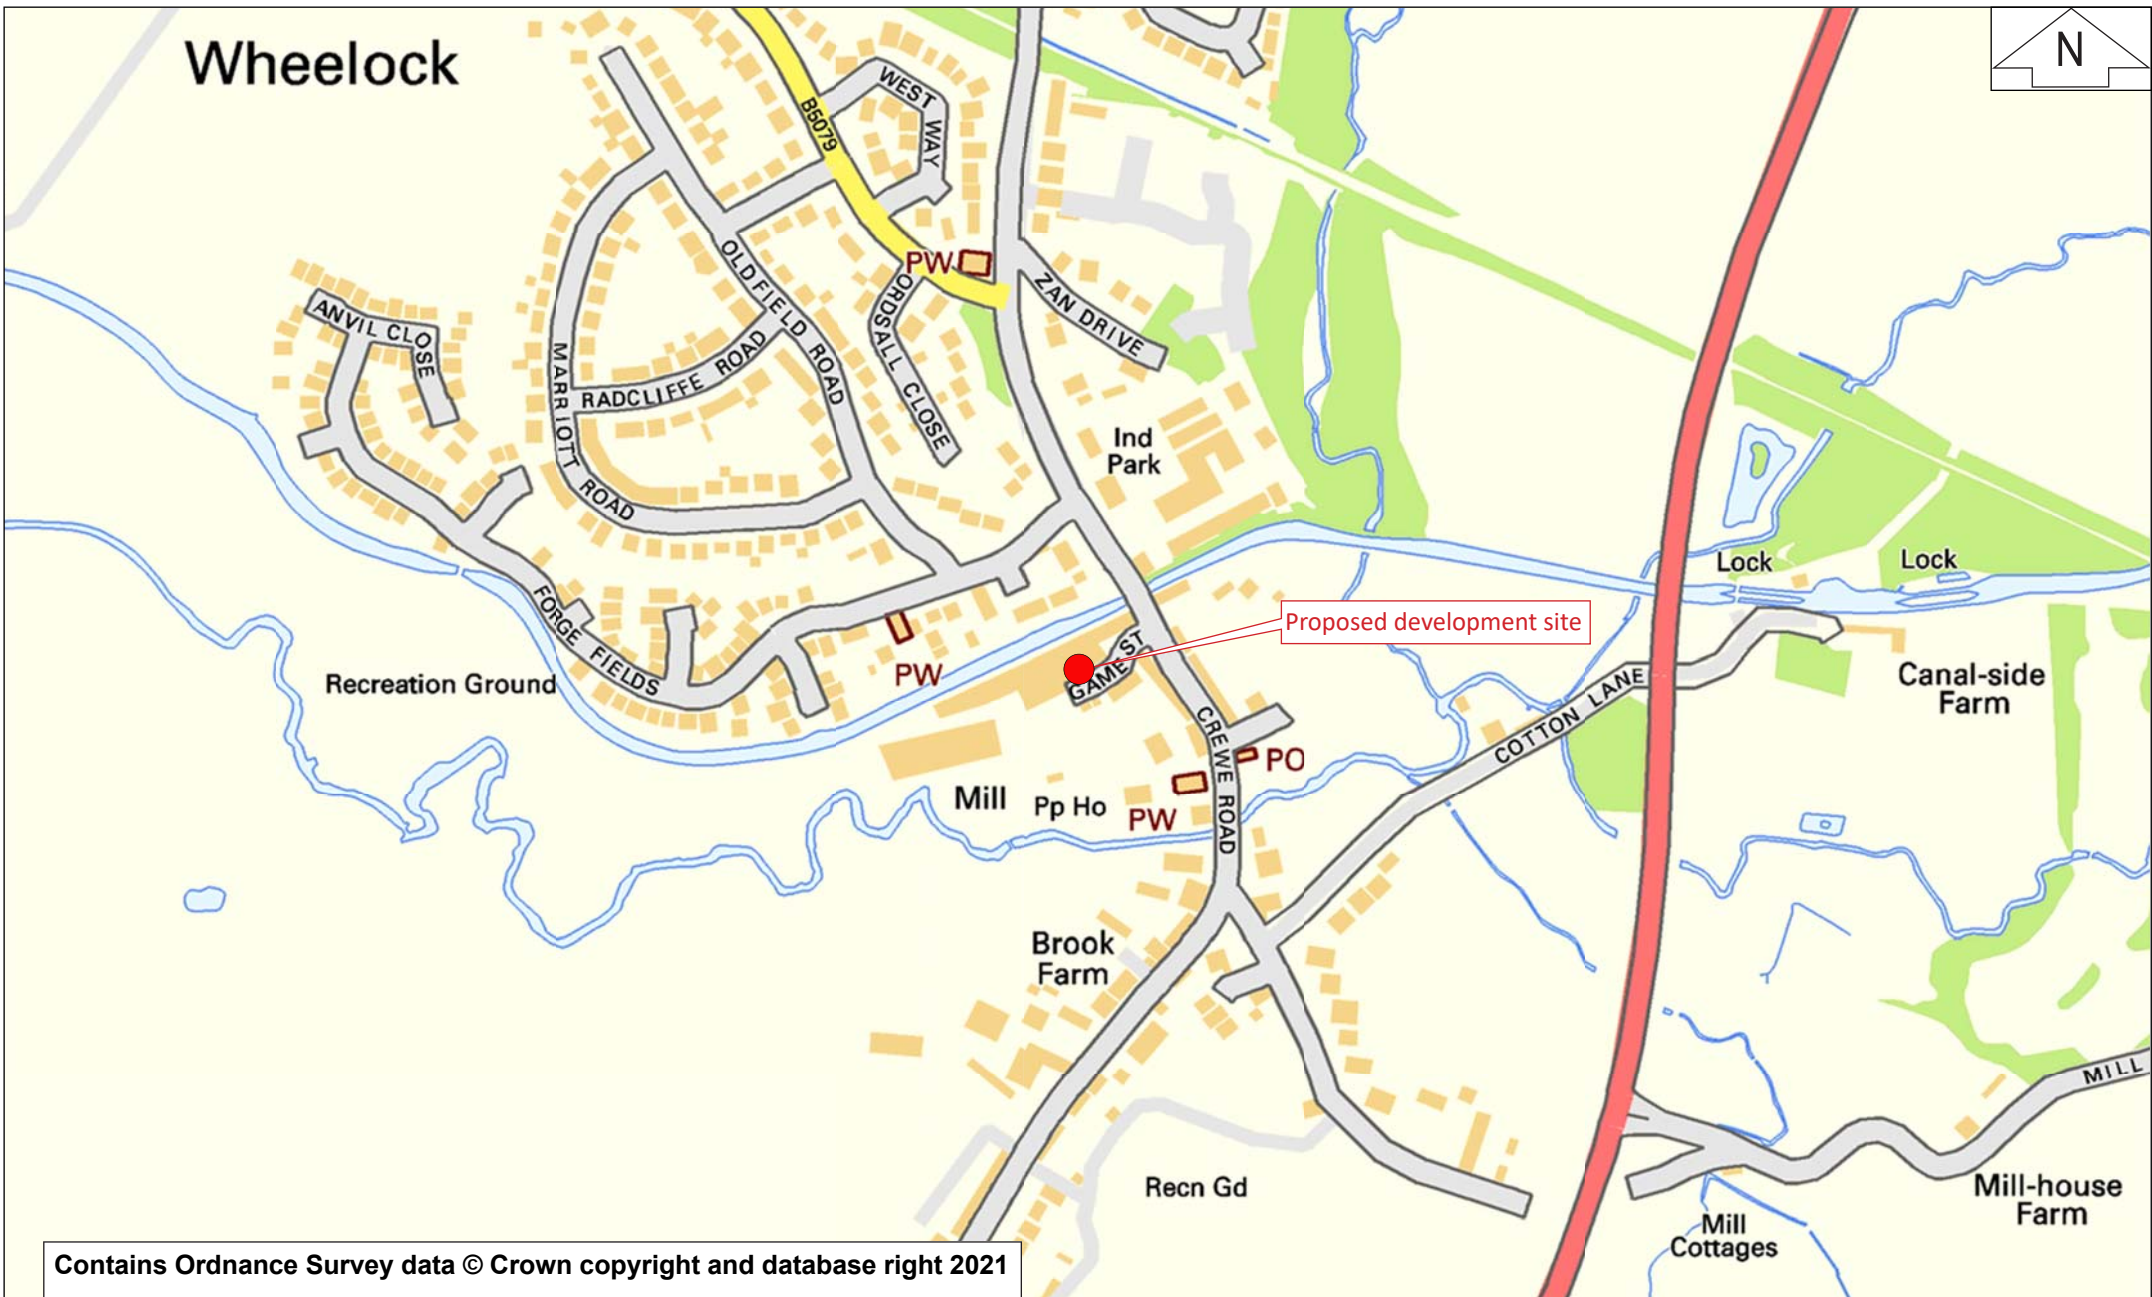 Wheelock
N
WEST WAY
B5079
PW
ORDSALL CLOSE
OLDFIELD ROAD
ZAN DRIVE
ANVIL CLOSE
MARRIOTT ROAD
RADCLIFFE ROAD
Ind
Park
Lock
Lock
FORGE FIELDS
PW
GAMEST
Proposed development site
Recreation Ground
COTTON LANE
Canal-side
Farm
CREWE ROAD
PO
Mill
Pp Ho
PW
Brook
Farm
MILL
Recn Gd
Mill-house
Farm
Mill
Cottages
Contains Ordnance Survey data © Crown copyright and database right 2021